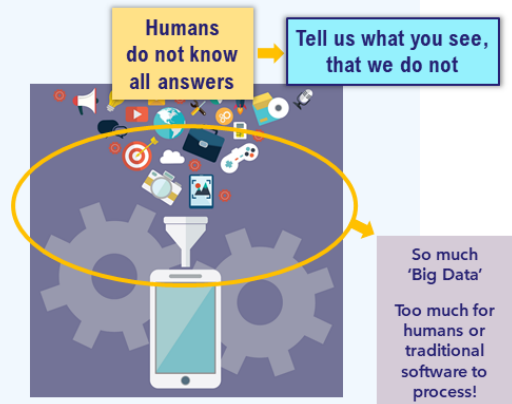 Humans
do not know
all answers
Tell us what you see,
that we do not
So much
'Big Data'
Too much for
humans or
traditional
software to
process!